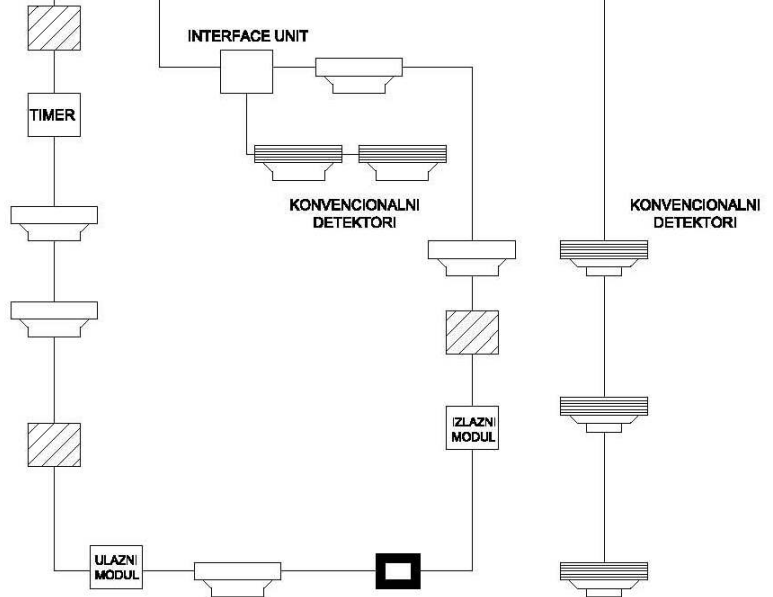 INTERFACE UNIT
TIMER
KONVENCIONALNI
DETEKTORI
KONVENCIONALNI
DETEKTORI
IZLAZNI
MODUL
ULAZNI
MODUL